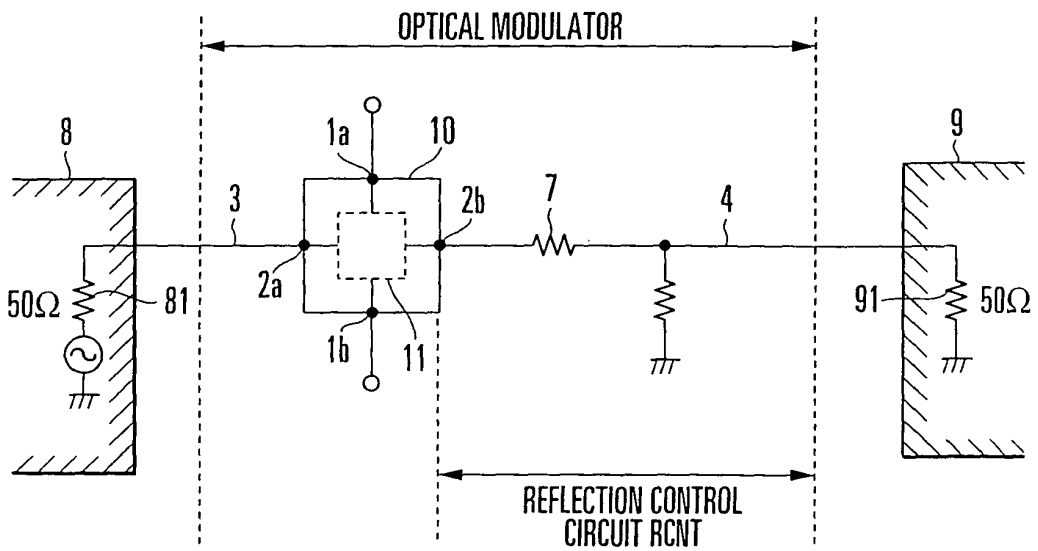 OPTICAL MODULATOR
8
1a
10
9
3
2b
7
4
2a
50Ω
81
91
50Ω
1b
11
REFLECTION CONTROL
CIRCUIT RCNT